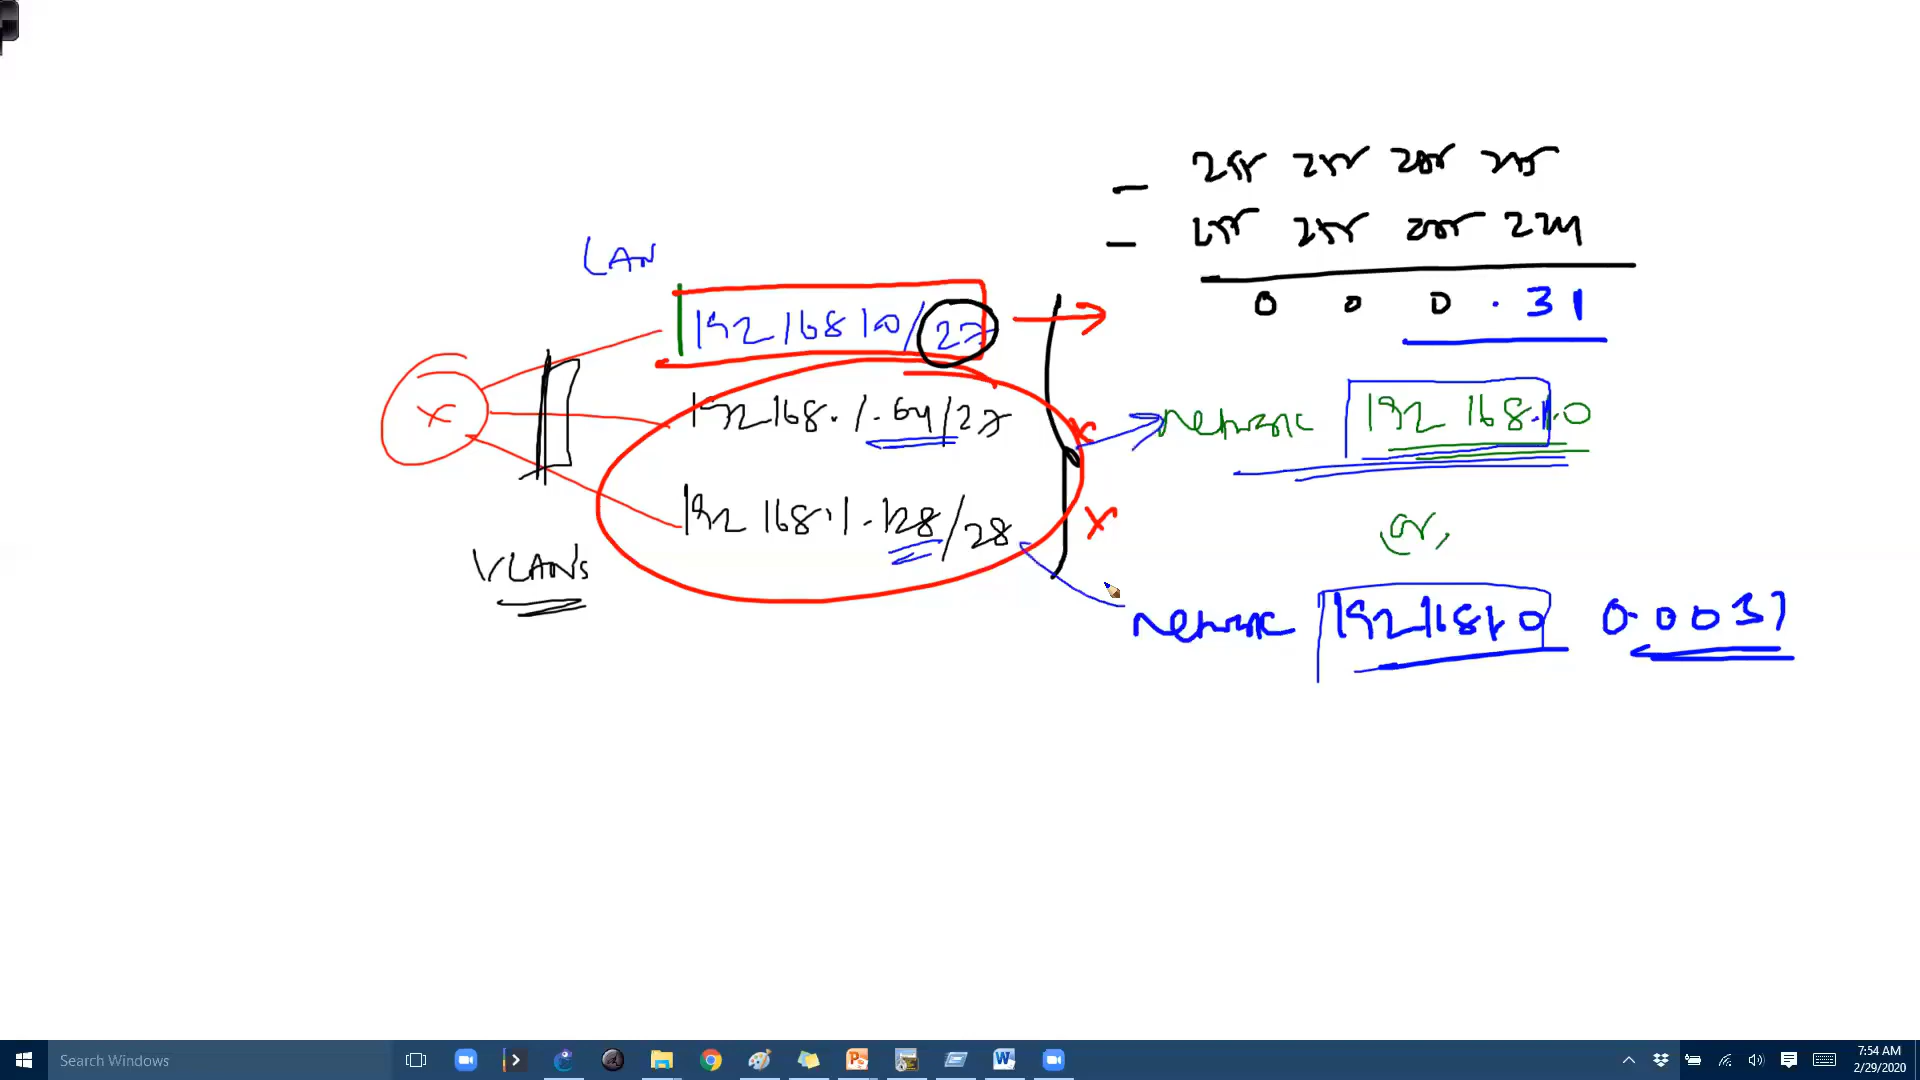 255 255 255 255
255 255 255 224
0 0 0 . 31
LAN
192 168 1 0/27
192 168. 1 . 64/27
192 168.1.128/28
VLANs
X
X
X
Network 192 168.1.0
or,
Network 192 168 1 0 0.0 0 31
Search Windows
7:54 AM
2/29/2020